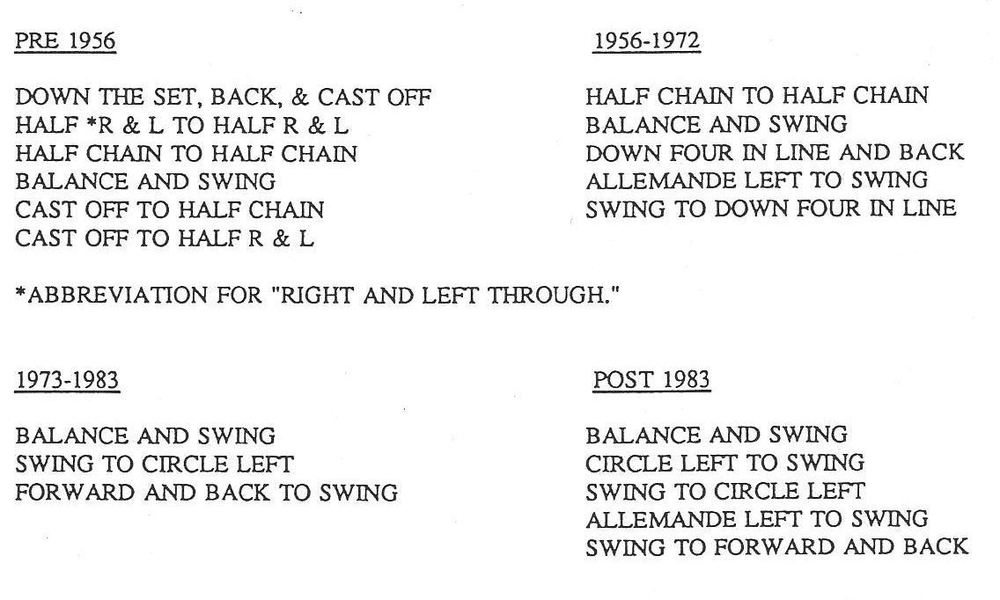 PRE 1956
DOWN THE SET, BACK, & CAST OFF
HALF *R & L TO HALF R & L
HALF CHAIN TO HALF CHAIN
BALANCE AND SWING
CAST OFF TO HALF CHAIN
CAST OFF TO HALF R & L
*ABBREVIATION FOR "RIGHT AND LEFT THROUGH."
1956-1972
HALF CHAIN TO HALF CHAIN
BALANCE AND SWING
DOWN FOUR IN LINE AND BACK
ALLEMANDE LEFT TO SWING
SWING TO DOWN FOUR IN LINE
1973-1983
BALANCE AND SWING
SWING TO CIRCLE LEFT
FORWARD AND BACK TO SWING
POST 1983
BALANCE AND SWING
CIRCLE LEFT TO SWING
SWING TO CIRCLE LEFT
ALLEMANDE LEFT TO SWING
SWING TO FORWARD AND BACK